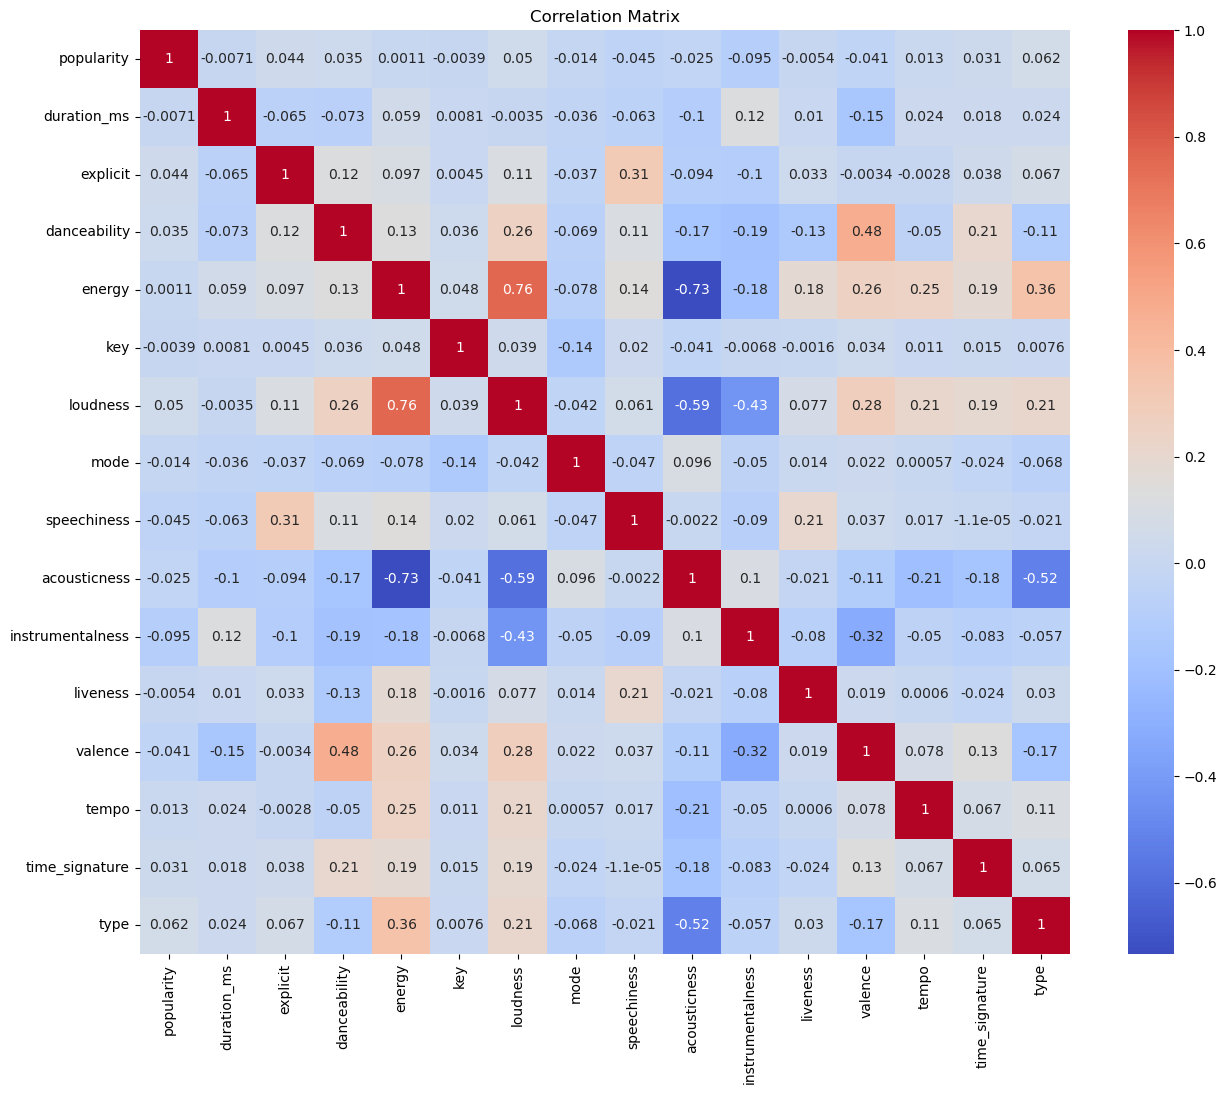 Correlation Matrix
popularity 1 -0.0071 0.044 0.035 0.0011 -0.0039 0.05 -0.014 -0.045 -0.025 -0.095 -0.0054 -0.041 0.013 0.031 0.062
duration_ms -0.0071 1 -0.065 -0.073 0.059 0.0081 -0.0035 -0.036 -0.063 -0.1 0.12 0.01 -0.15 0.024 0.018 0.024
explicit 0.044 -0.065 1 0.12 0.097 0.0045 0.11 -0.037 0.31 -0.094 -0.1 0.033 -0.0034 -0.0028 0.038 0.067
danceability 0.035 -0.073 0.12 1 0.13 0.036 0.26 -0.069 0.11 -0.17 -0.19 -0.13 0.48 -0.05 0.21 -0.11
energy 0.0011 0.059 0.097 0.13 1 0.048 0.76 -0.078 0.14 -0.73 -0.18 0.18 0.26 0.25 0.19 0.36
key -0.0039 0.0081 0.0045 0.036 0.048 1 0.039 -0.14 0.02 -0.041 -0.0068 -0.0016 0.034 0.011 0.015 0.0076
loudness 0.05 -0.0035 0.11 0.26 0.76 0.039 1 -0.042 0.061 -0.59 -0.43 0.077 0.28 0.21 0.19 0.21
mode -0.014 -0.036 -0.037 -0.069 -0.078 -0.14 -0.042 1 -0.047 0.096 -0.05 0.014 0.022 0.00057 -0.024 -0.068
speechiness -0.045 -0.063 0.31 0.11 0.14 0.02 0.061 -0.047 1 -0.0022 -0.09 0.21 0.037 0.017 -1.1e-05 -0.021
acousticness -0.025 -0.1 -0.094 -0.17 -0.73 -0.041 -0.59 0.096 -0.0022 1 0.1 -0.021 -0.11 -0.21 -0.18 -0.52
instrumentalness -0.095 0.12 -0.1 -0.19 -0.18 -0.0068 -0.43 -0.05 -0.09 0.1 1 -0.08 -0.32 -0.05 -0.083 -0.057
liveness -0.0054 0.01 0.033 -0.13 0.18 -0.0016 0.077 0.014 0.21 -0.021 -0.08 1 0.019 0.0006 -0.024 0.03
valence -0.041 -0.15 -0.0034 0.48 0.26 0.034 0.28 0.022 0.037 -0.11 -0.32 0.019 1 0.078 0.13 -0.17
tempo 0.013 0.024 -0.0028 -0.05 0.25 0.011 0.21 0.00057 0.017 -0.21 -0.05 0.0006 0.078 1 0.067 0.11
time_signature 0.031 0.018 0.038 0.21 0.19 0.015 0.19 -0.024 -1.1e-05 -0.18 -0.083 -0.024 0.13 0.067 1 0.065
type 0.062 0.024 0.067 -0.11 0.36 0.0076 0.21 -0.068 -0.021 -0.52 -0.057 0.03 -0.17 0.11 0.065 1
popularity duration_ms explicit danceability energy key loudness mode speechiness acousticness instrumentalness liveness valence tempo time_signature type
1.0
0.8
0.6
0.4
0.2
0.0
−0.2
−0.4
−0.6